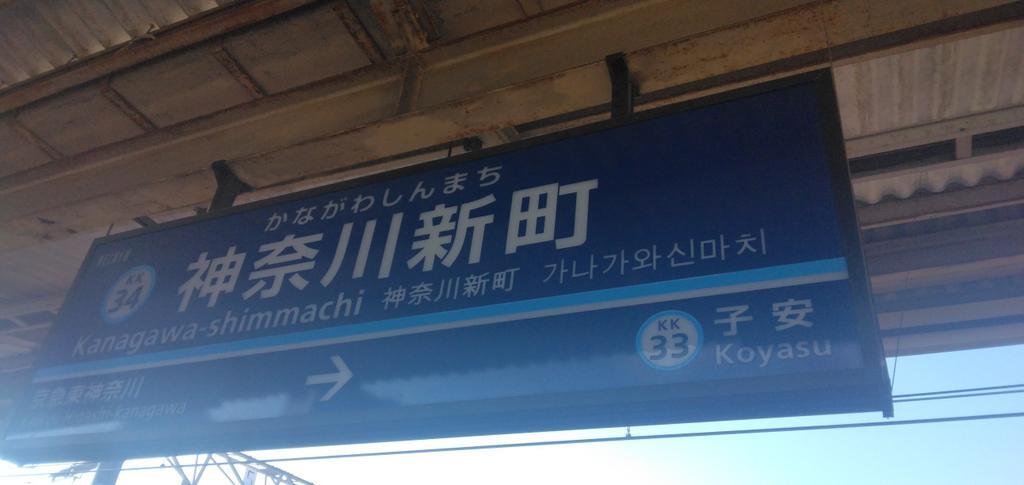 かながわしんまち
KK
34
神奈川新町
Kanagawa-shimmachi 神奈川新町 가나가와신마치
京急東神奈川
Higashi-kanagawa
→
KK
33
子安
Koyasu